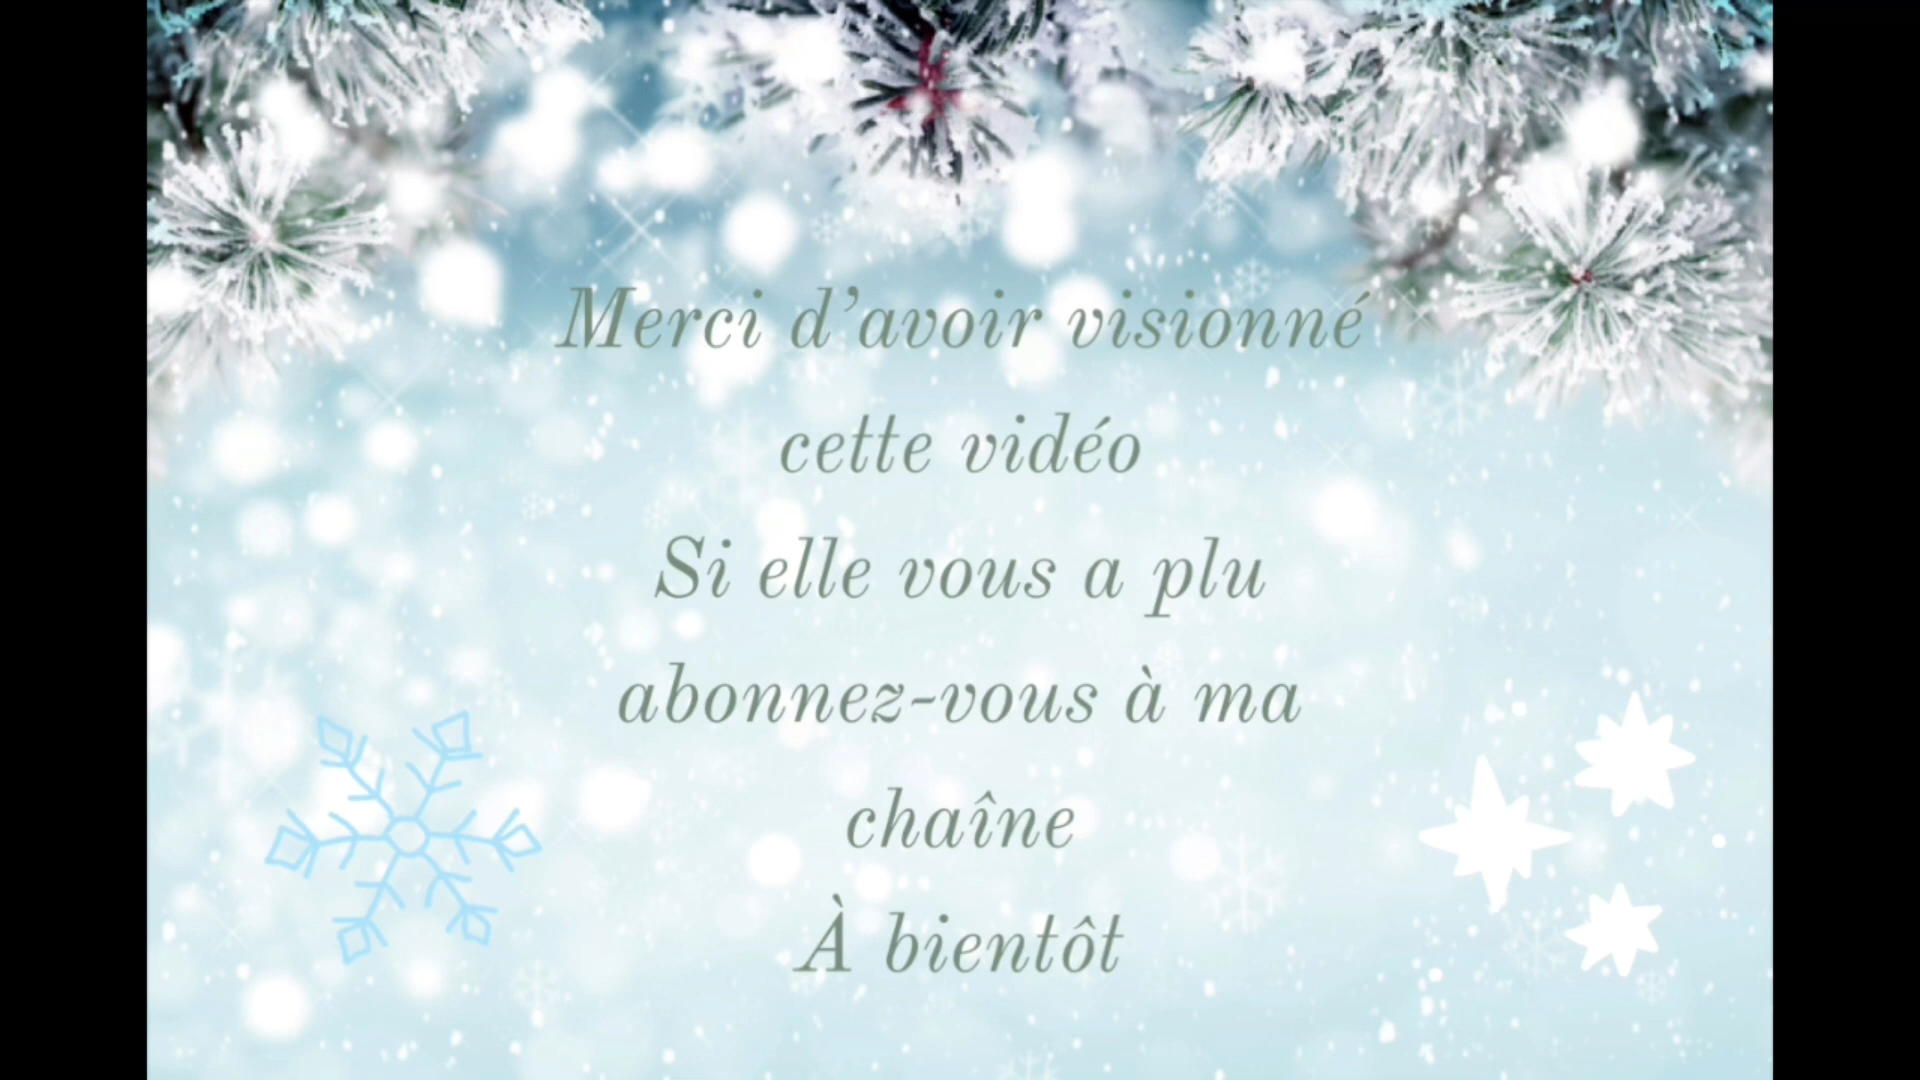 Merci d’avoir visionné
cette vidéo
Si elle vous a plu
abonnez-vous à ma
chaîne
À bientôt